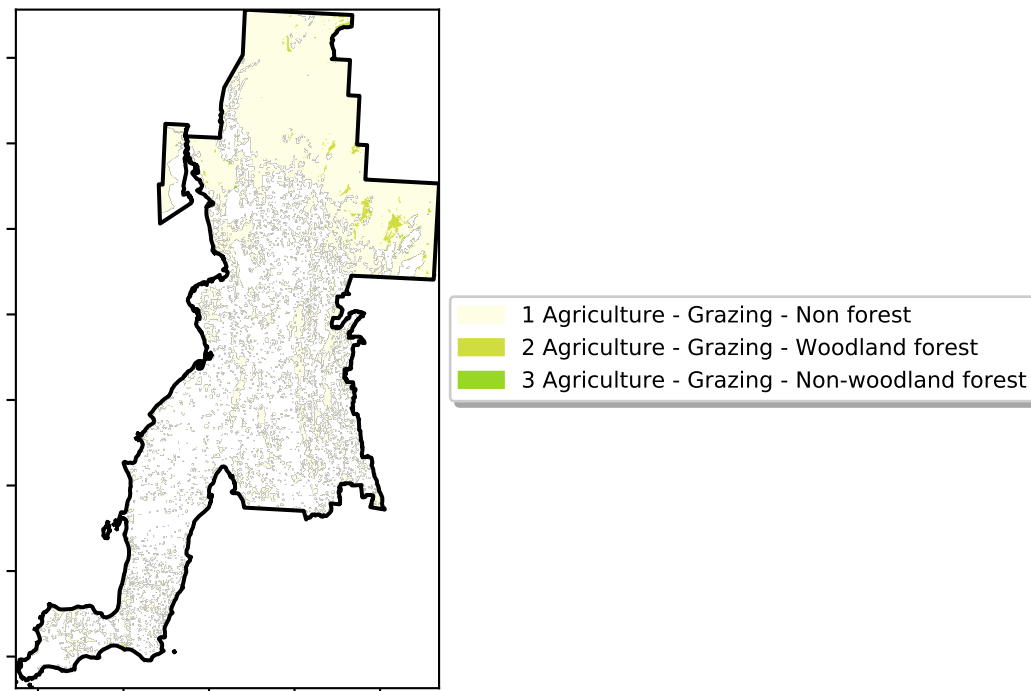 1 Agriculture - Grazing - Non forest
2 Agriculture - Grazing - Woodland forest
3 Agriculture - Grazing - Non-woodland forest